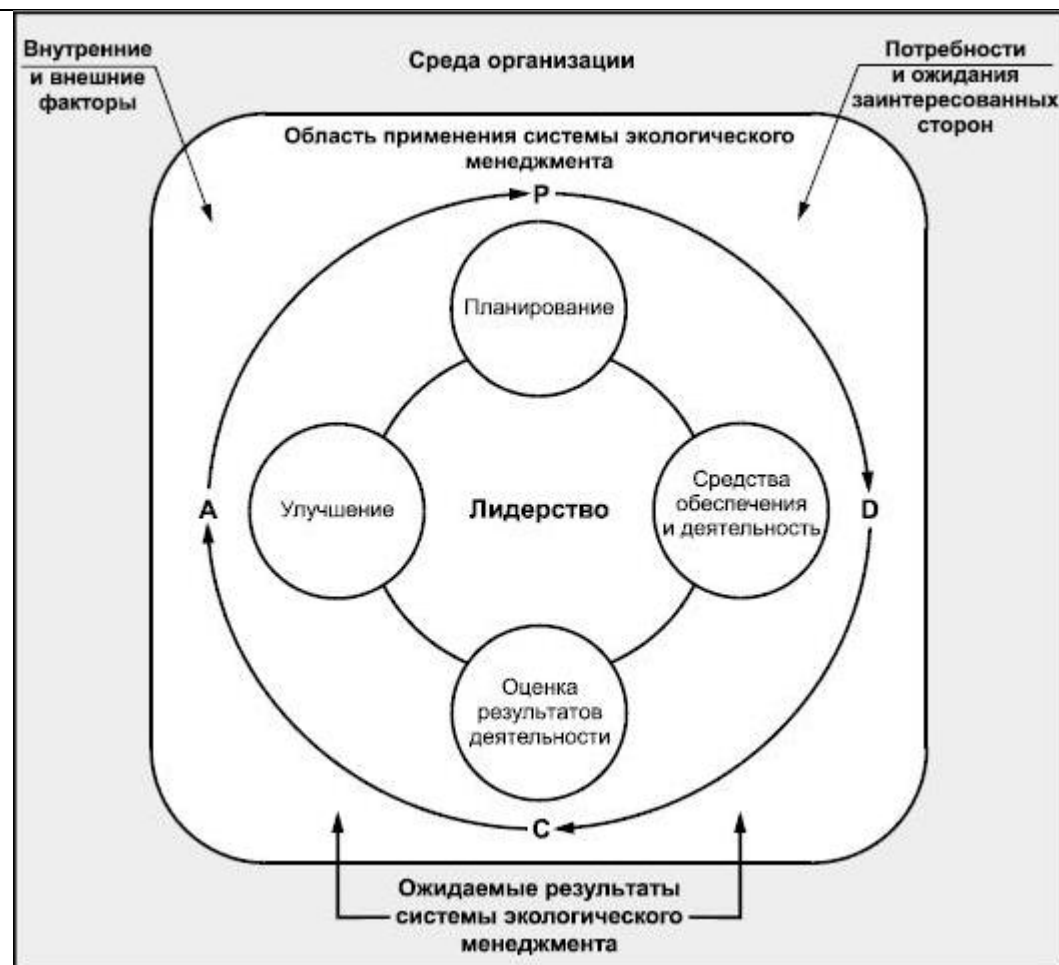 Внутренние
и внешние
факторы
Среда организации
Потребности
и ожидания
заинтересованных
сторон
Область применения системы экологического
менеджмента
P
Планирование
A
Улучшение
Лидерство
Средства
обеспечения
и деятельность
D
Оценка
результатов
деятельности
C
Ожидаемые результаты
системы экологического
менеджмента